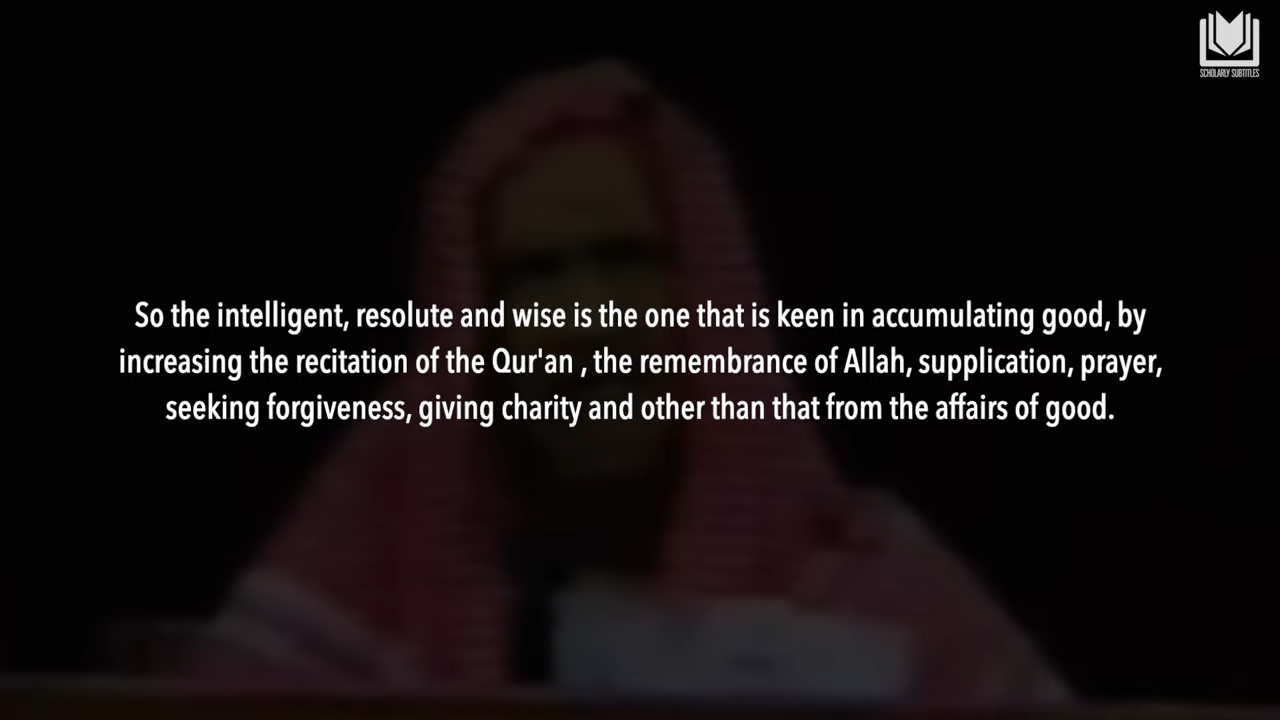 SCHOLARLY SUBTITLES
So the intelligent, resolute and wise is the one that is keen in accumulating good, by
increasing the recitation of the Qur'an , the remembrance of Allah, supplication, prayer,
seeking forgiveness, giving charity and other than that from the affairs of good.